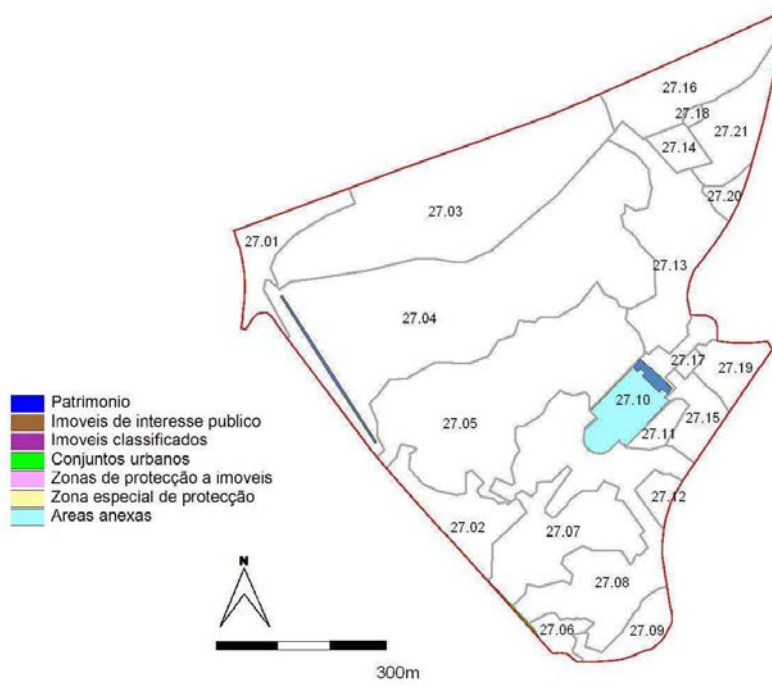 27.16
27.18
27.21
27.14
27.20
27.03
27.01
27.13
27.04
27.17
27.19
27.10
27.05
27.15
27.11
27.12
27.02
27.07
27.08
27.06
27.09
Patrimonio
Imoveis de interesse publico
Imoveis classificados
Conjuntos urbanos
Zonas de protecção a imoveis
Zona especial de protecção
Areas anexas
N
300m